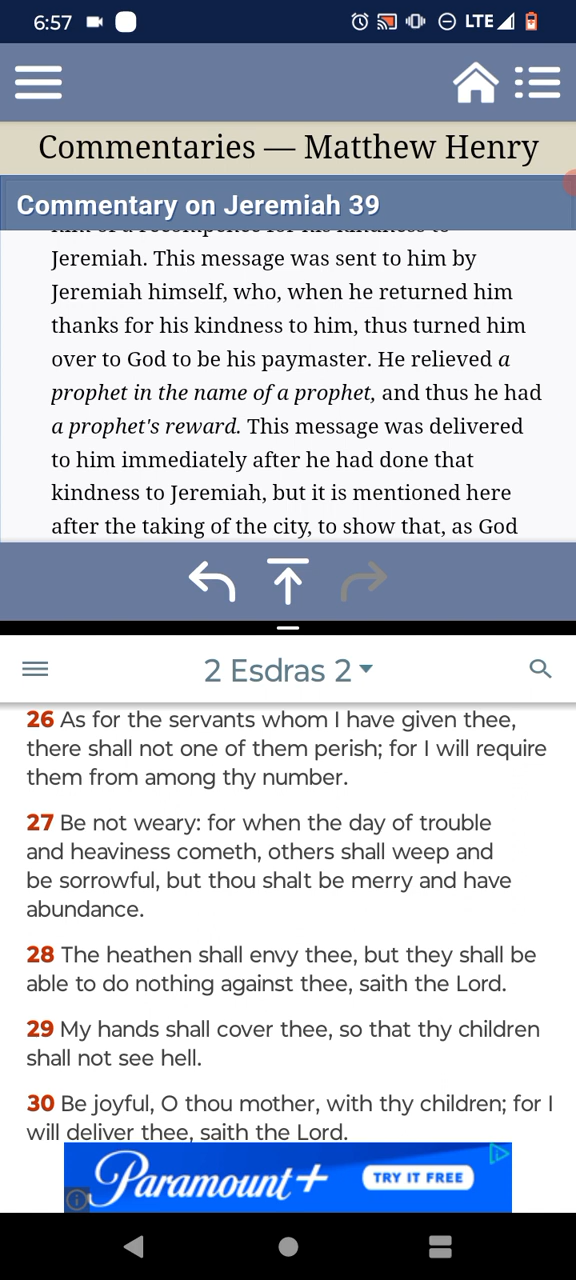 6:57
LTE
Commentaries — Matthew Henry
Commentary on Jeremiah 39
him of a recompence for his kindness to
Jeremiah. This message was sent to him by
Jeremiah himself, who, when he returned him
thanks for his kindness to him, thus turned him
over to God to be his paymaster. He relieved a
prophet in the name of a prophet, and thus he had
a prophet's reward. This message was delivered
to him immediately after he had done that
kindness to Jeremiah, but it is mentioned here
after the taking of the city, to show that, as God
2 Esdras 2
26 As for the servants whom I have given thee,
there shall not one of them perish; for I will require
them from among thy number.
27 Be not weary: for when the day of trouble
and heaviness cometh, others shall weep and
be sorrowful, but thou shalt be merry and have
abundance.
28 The heathen shall envy thee, but they shall be
able to do nothing against thee, saith the Lord.
29 My hands shall cover thee, so that thy children
shall not see hell.
30 Be joyful, O thou mother, with thy children; for I
will deliver thee, saith the Lord.
Paramount+
TRY IT FREE